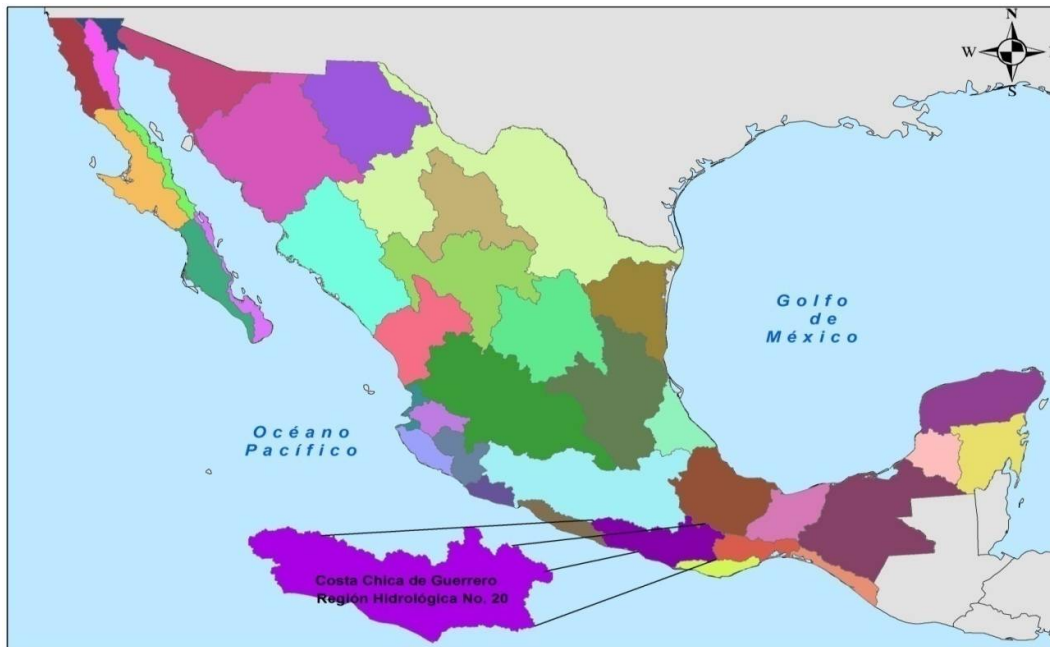 N
W
S
Golfo
de
México
Océano
Pacífico
Costa Chica de Guerrero
Región Hidrológica No. 20